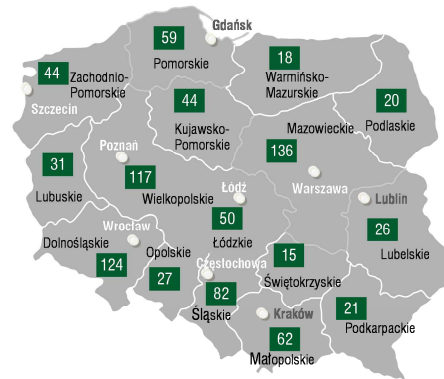 Gdańsk
59
Pomorskie
18
Warmińsko-
Mazurskie
44
Zachodnio-
Pomorskie
Szczecin
44
Kujawsko-
Pomorskie
20
Podlaskie
Mazowieckie
136
Warszawa
Poznań
117
Wielkopolskie
31
Lubuskie
Łódź
50
Łódzkie
Lublin
26
Lubelskie
Wrocław
Dolnośląskie
124
Opolskie
27
Częstochowa
82
Śląskie
15
Świętokrzyskie
Kraków
62
Małopolskie
21
Podkarpackie